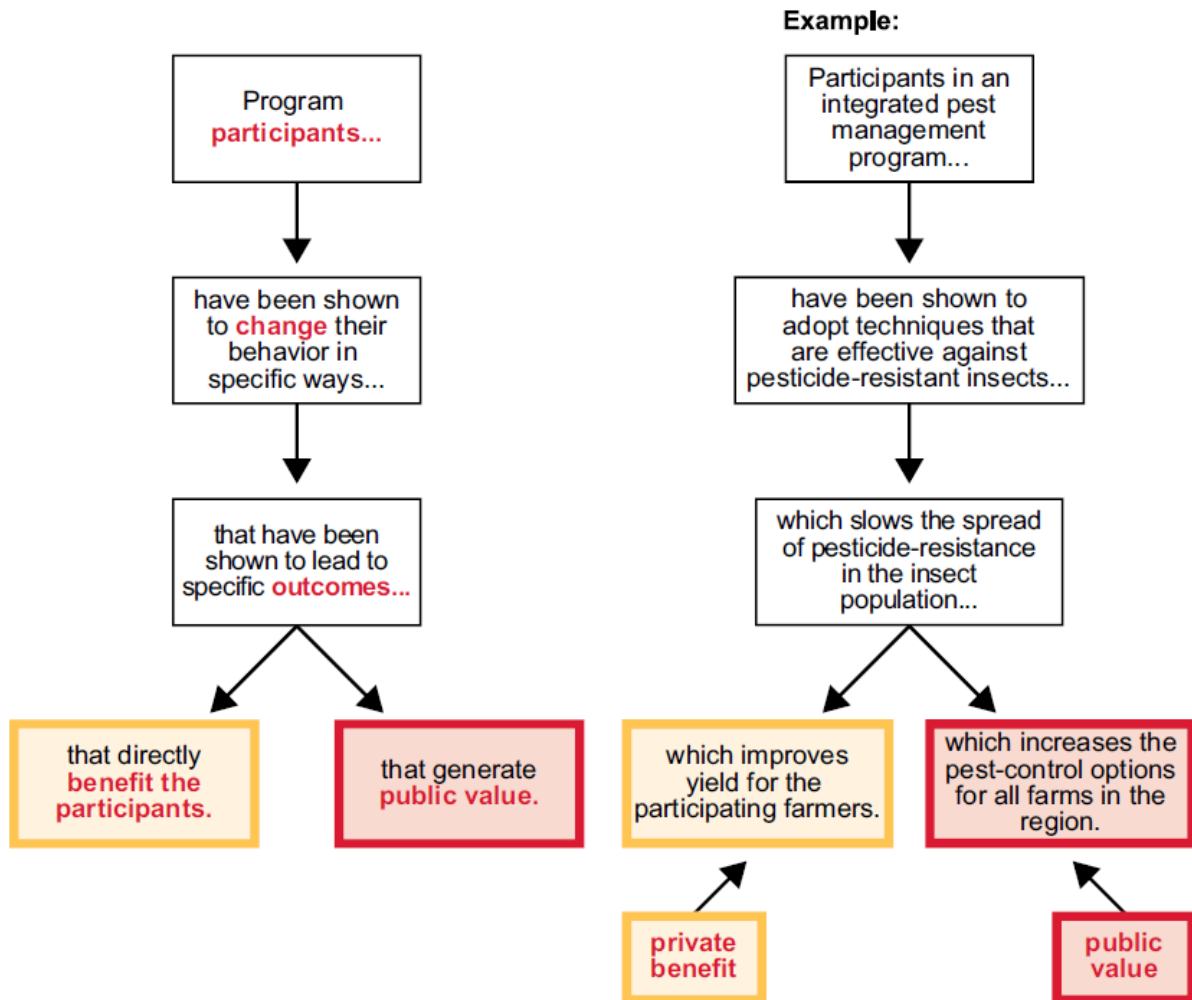 Program
participants...
have been shown
to change their
behavior in
specific ways...
that have been
shown to lead to
specific outcomes...
that directly
benefit the
participants.
that generate
public value.
Example:
Participants in an
integrated pest
management
program...
have been shown to
adopt techniques that
are effective against
pesticide-resistant insects...
which slows the spread
of pesticide-resistance
in the insect
population...
which improves
yield for the
participating farmers.
which increases the
pest-control options
for all farms in the
region.
private
benefit
public
value